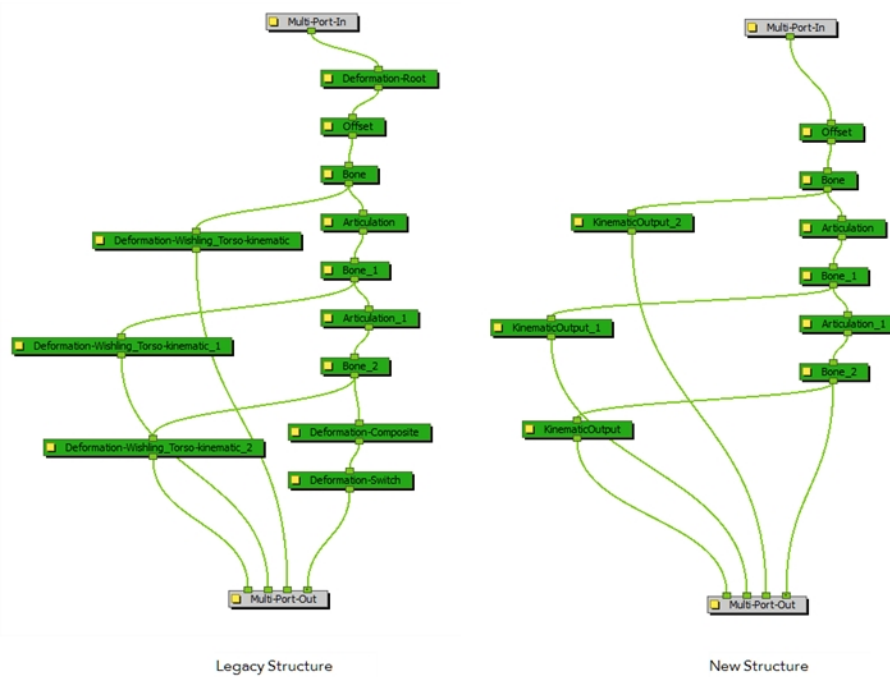 Multi-Port-In
Deformation-Root
Offset
Bone
Articulation
Deformation-Wishling_Torso-kinematic
Bone_1
Articulation_1
Deformation-Wishling_Torso-kinematic_1
Bone_2
Deformation-Composite
Deformation-Wishling_Torso-kinematic_2
Deformation-Switch
Multi-Port-Out
Legacy Structure
Multi-Port-In
Offset
Bone
KinematicOutput_2
Articulation
Bone_1
KinematicOutput_1
Articulation_1
Bone_2
KinematicOutput
Multi-Port-Out
New Structure